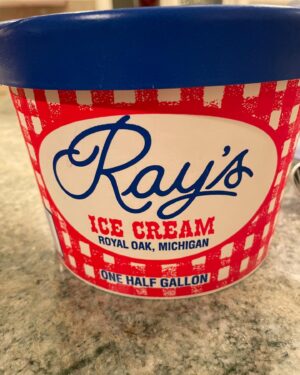 Ray's
ICE CREAM
ROYAL OAK, MICHIGAN
ONE HALF GALLON